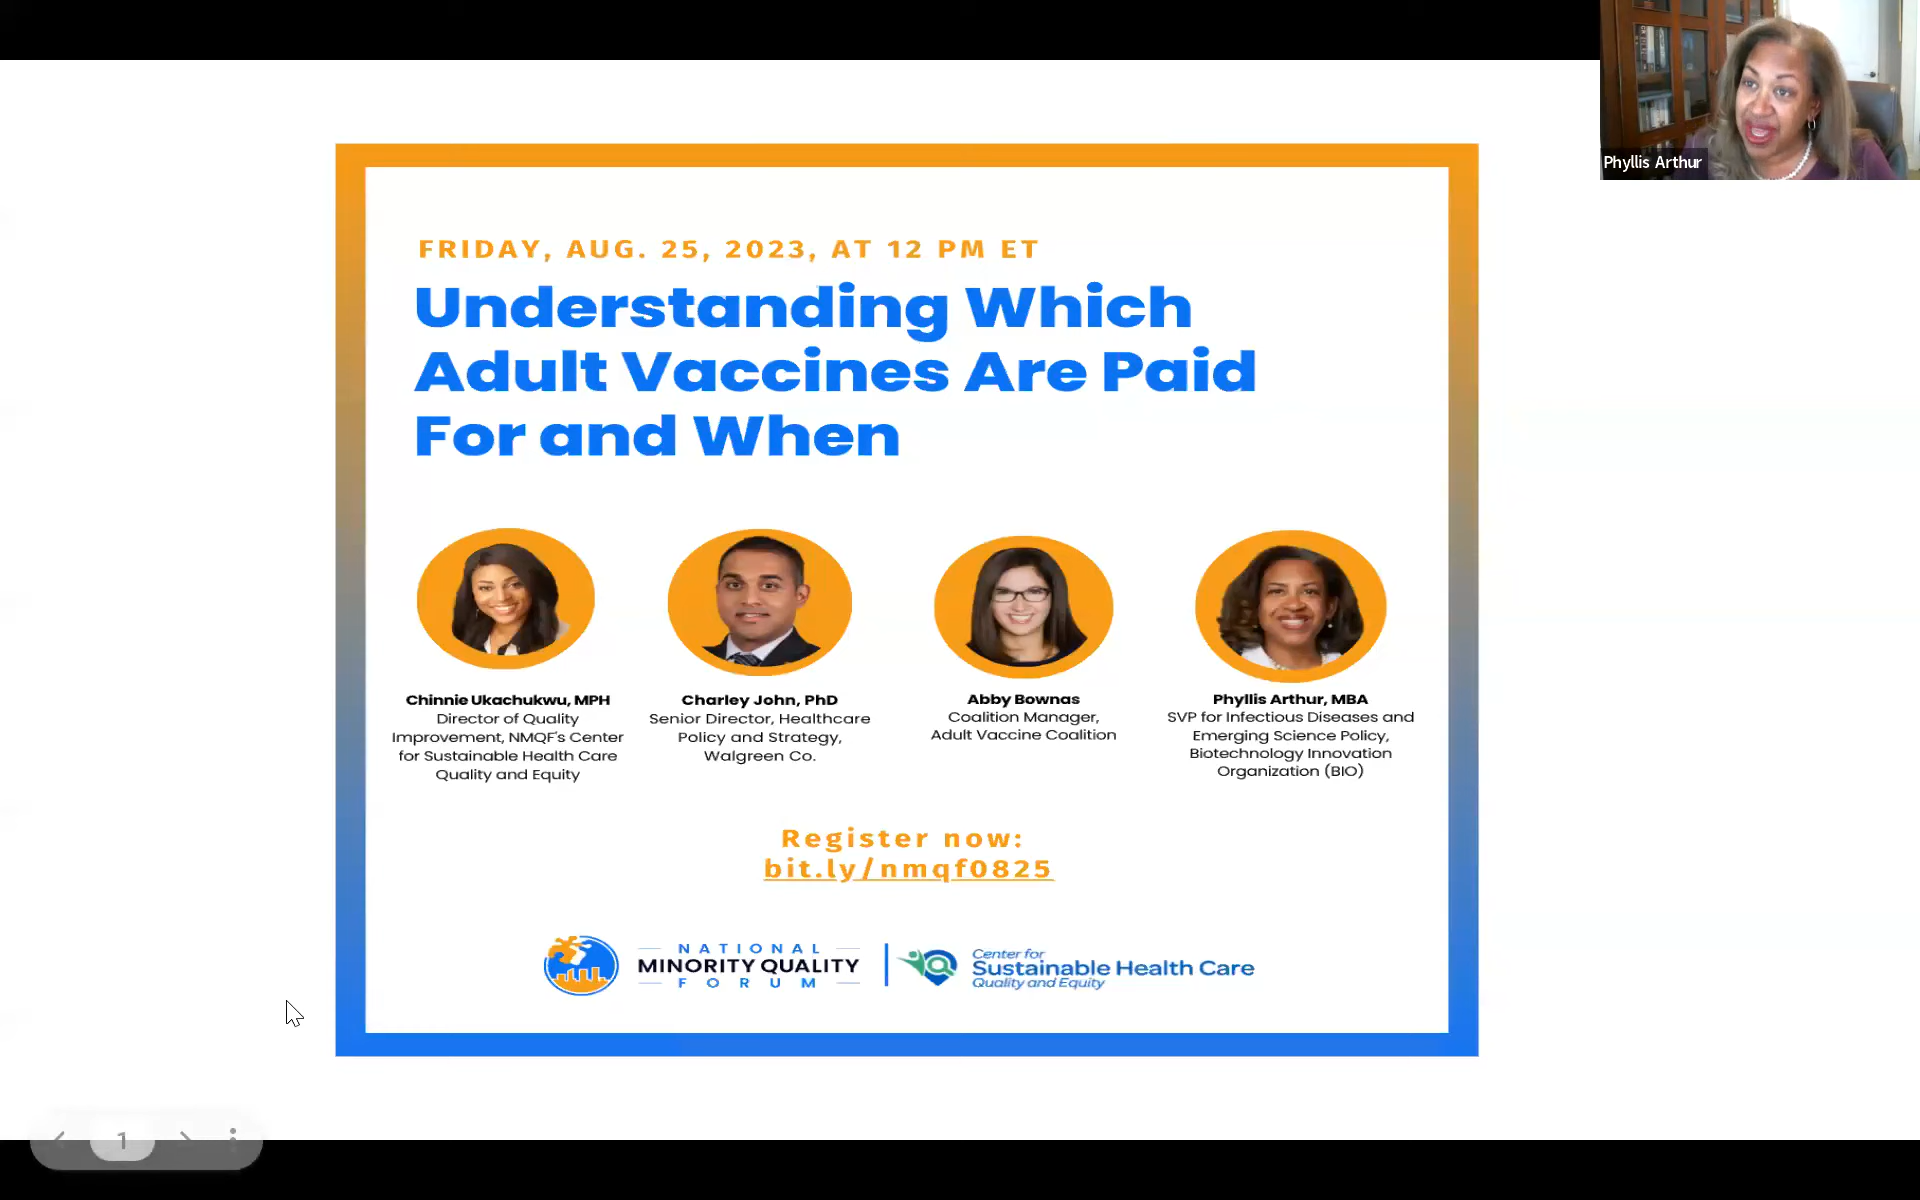 Phyllis Arthur
FRIDAY, AUG. 25, 2023, AT 12 PM ET
Understanding Which
Adult Vaccines Are Paid
For and When
Chinnie Ukachukwu, MPH
Director of Quality
Improvement, NMQF's Center
for Sustainable Health Care
Quality and Equity
Charley John, PhD
Senior Director, Healthcare
Policy and Strategy,
Walgreen Co.
Abby Bownas
Coalition Manager,
Adult Vaccine Coalition
Phyllis Arthur, MBA
SVP for Infectious Diseases and
Emerging Science Policy,
Biotechnology Innovation
Organization (BIO)
Register now:
bit.ly/nmqf0825
NATIONAL
MINORITY QUALITY
FORUM
Center for
Sustainable Health Care
Quality and Equity
1